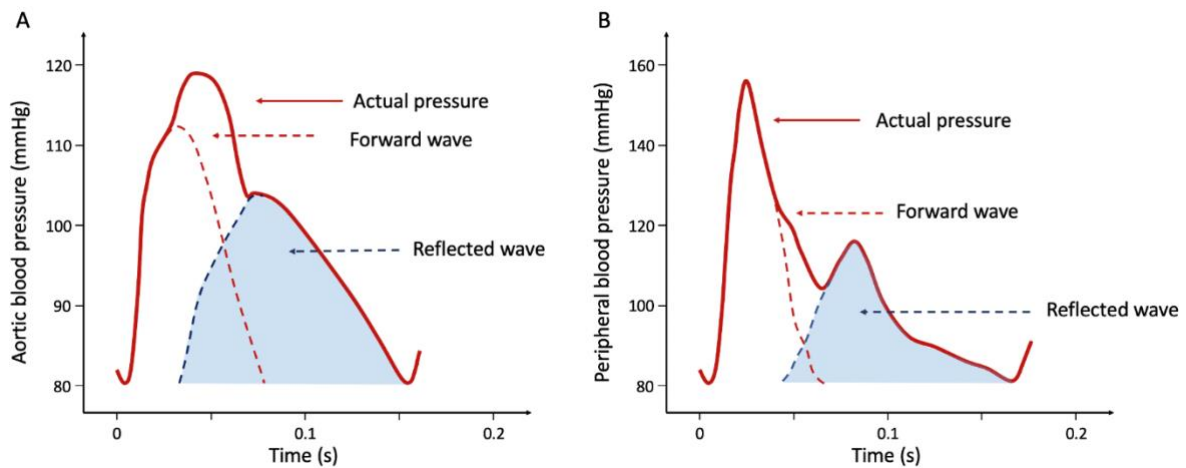 A
Aortic blood pressure (mmHg)
120
110
100
90
80
Actual pressure
Forward wave
Reflected wave
0
0.1
0.2
Time (s)
B
Peripheral blood pressure (mmHg)
160
140
120
100
80
Actual pressure
Forward wave
Reflected wave
0
0.1
0.2
Time (s)